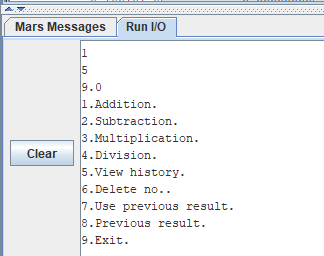 Mars Messages Run I/O
1
5
9.0
1.Addition.
2.Subtraction.
3.Multiplication.
4.Division.
Clear
5.View history.
6.Delete no..
7.Use previous result.
8.Previous result.
9.Exit.